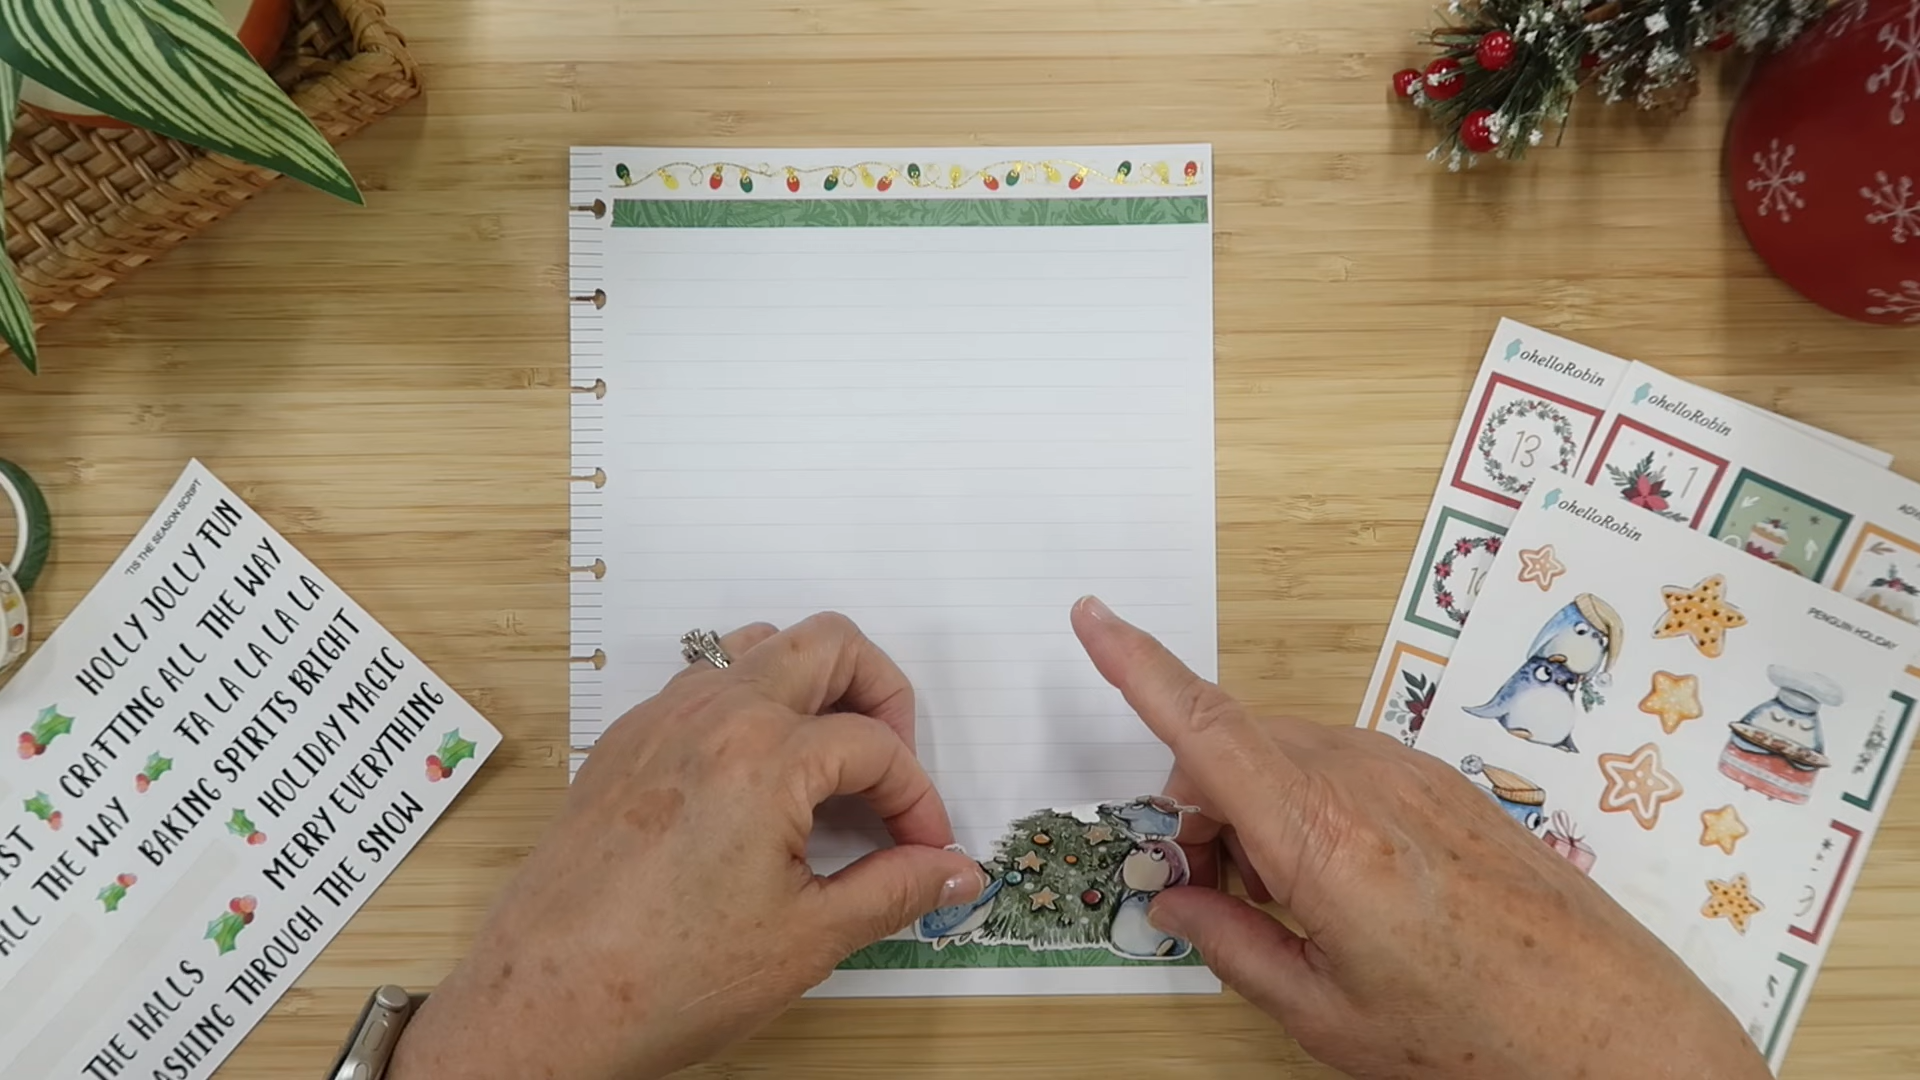 'TIS THE SEASON SCRIPT
HOLLY JOLLY FUN
CRAFTING ALL THE WAY
FA LA LA LA LA
BAKING SPIRITS BRIGHT
HOLIDAY MAGIC
MERRY EVERYTHING
ALL THE WAY
THE HALLS
THROUGH THE SNOW
ohelloRobin
13
ohelloRobin
1
ohelloRobin
PENGUIN HOLIDAY